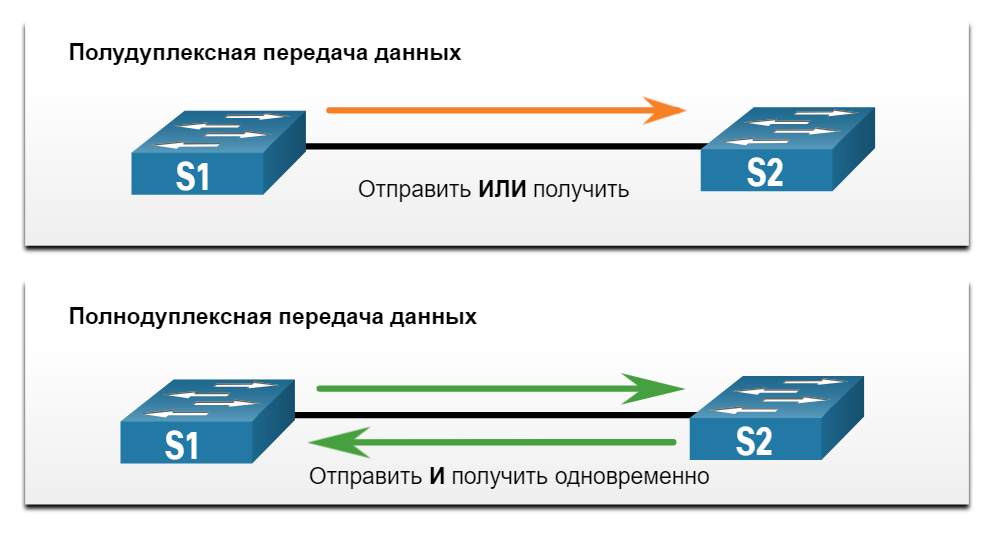 Полудуплексная передача данных
S1
S2
Отправить ИЛИ получить
Полнодуплексная передача данных
S1
S2
Отправить И получить одновременно